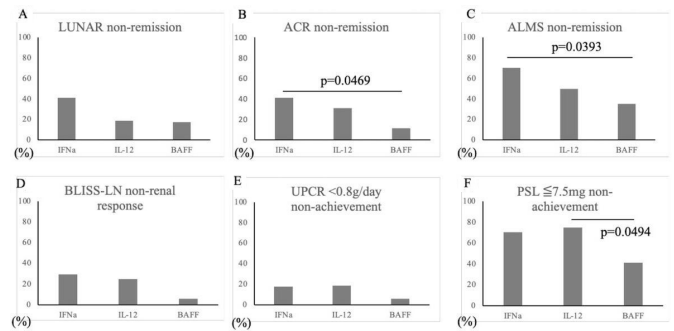 A
LUNAR non-remission
100
80
60
40
20
0
(%)
IFNa
IL-12
BAFF
B
ACR non-remission
100
80
60
40
20
0
p=0.0469
(%)
IFNa
IL-12
BAFF
C
ALMS non-remission
100
80
60
40
20
0
p=0.0393
(%)
IFNa
IL-12
BAFF
D
BLISS-LN non-renal
response
100
80
60
40
20
0
(%)
IFNa
IL-12
BAFF
E
UPCR <0.8g/day
non-achievement
100
80
60
40
20
0
(%)
IFNa
IL-12
BAFF
F
PSL ≦7.5mg non-
achievement
100
80
60
40
20
0
p=0.0494
(%)
IFNa
IL-12
BAFF